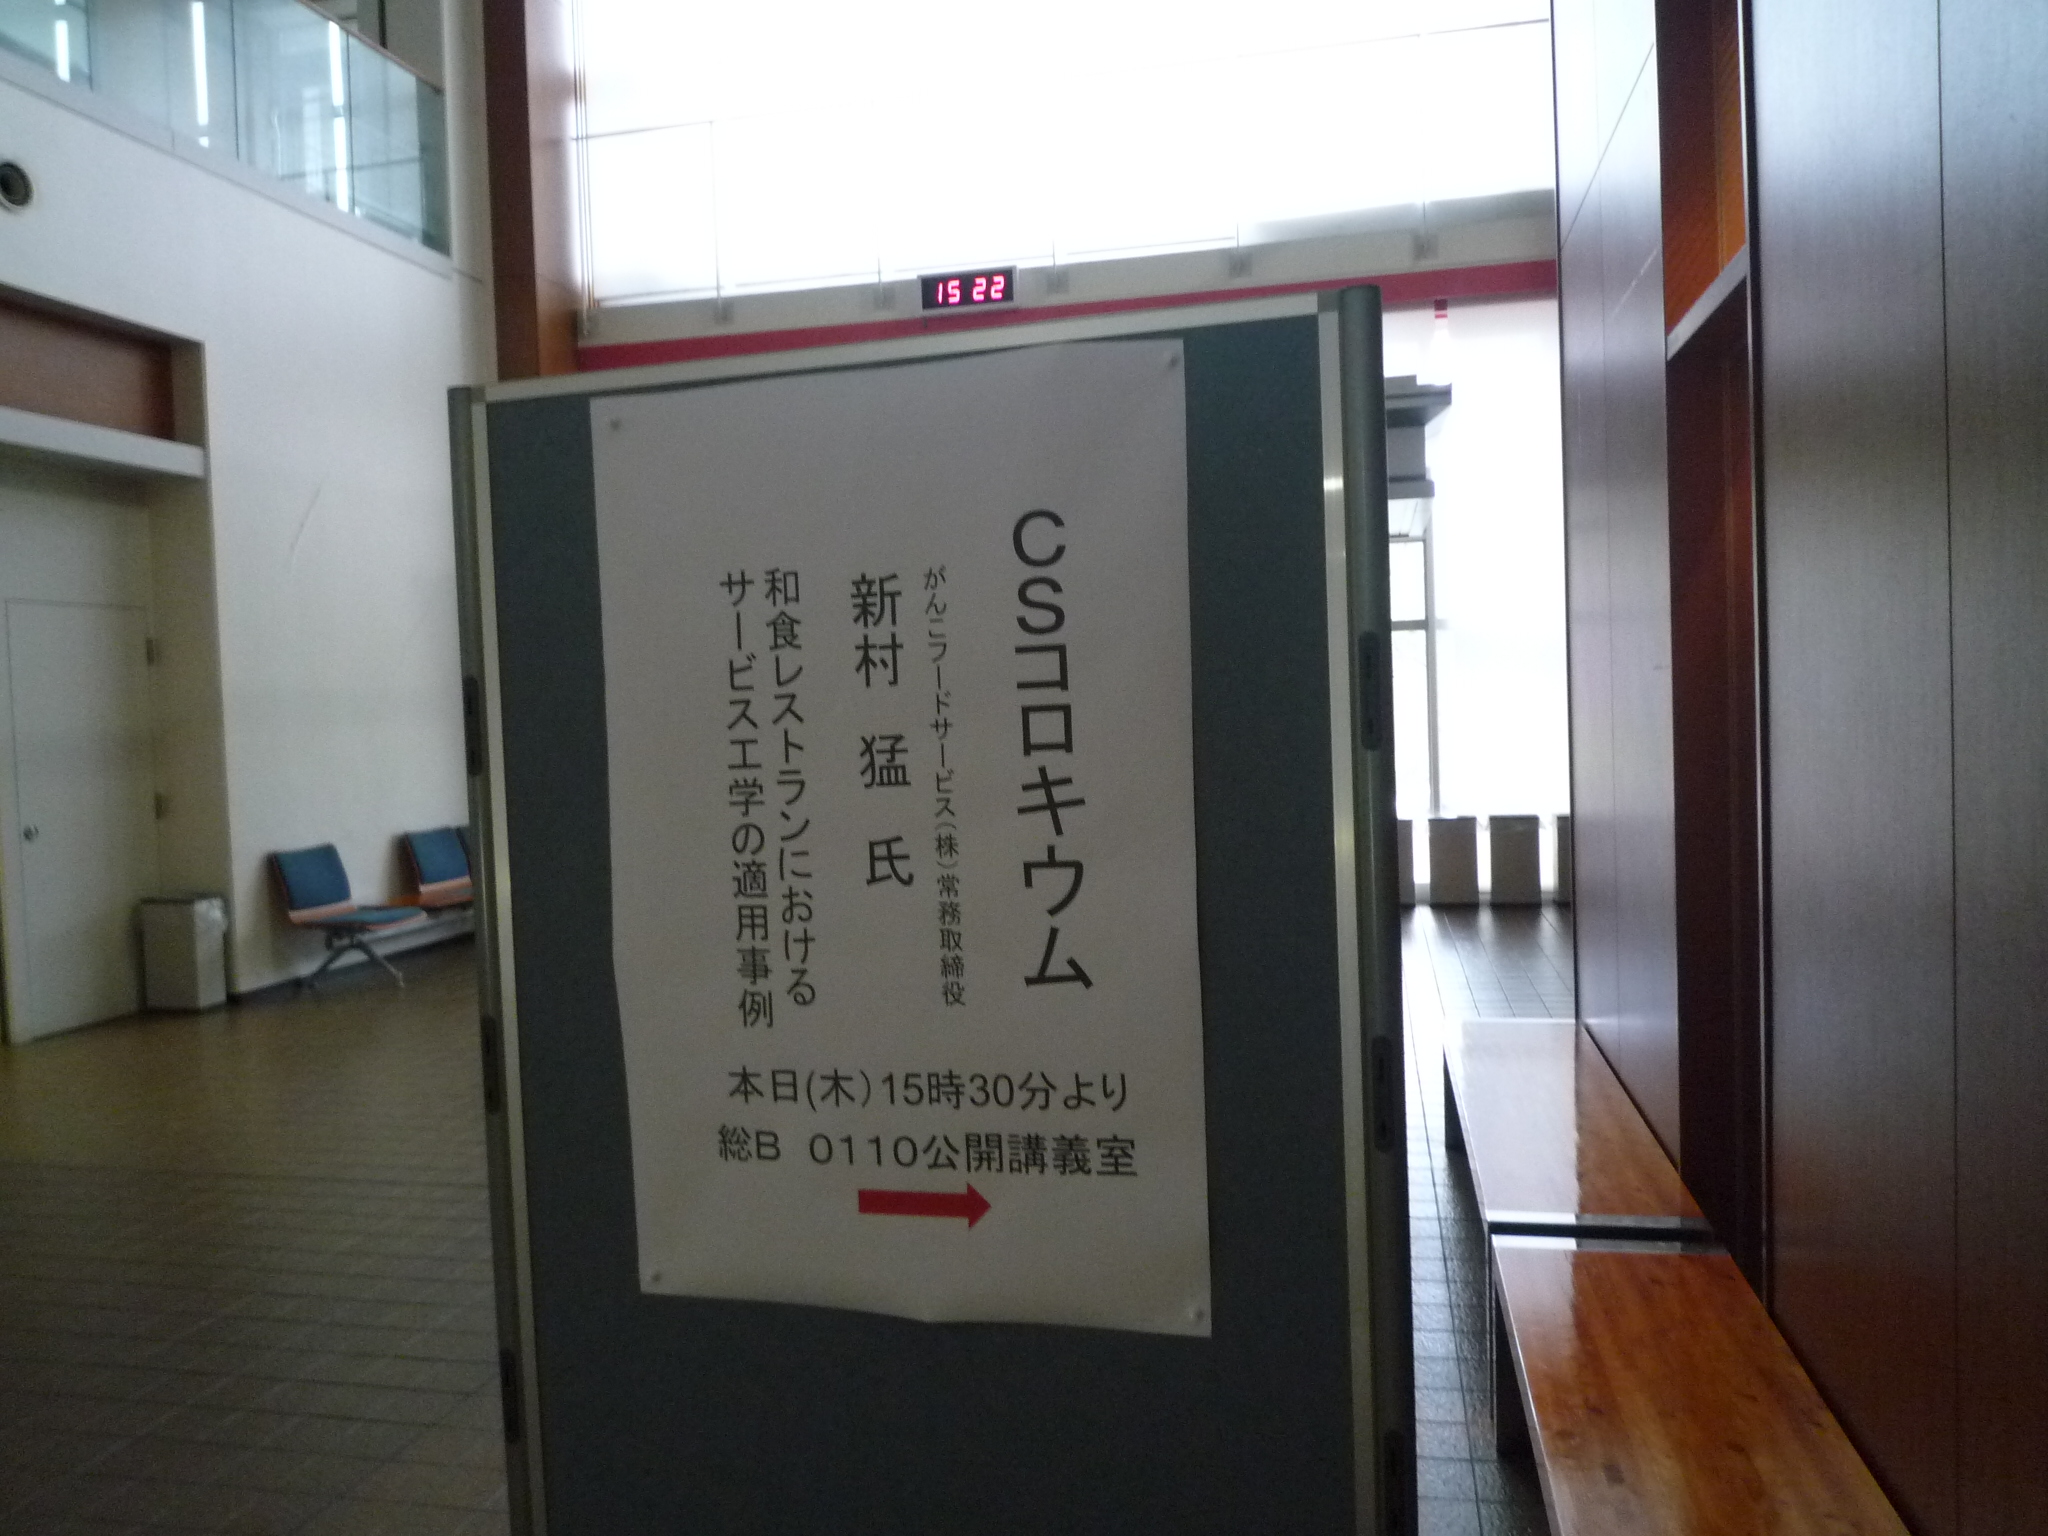 15 22
CSコロキウム
がんこフードサービス(株)常務取締役
新村 猛 氏
和食レストランにおける
サービス工学の適用事例
本日(木)15時30分より
総B 0110公開講義室